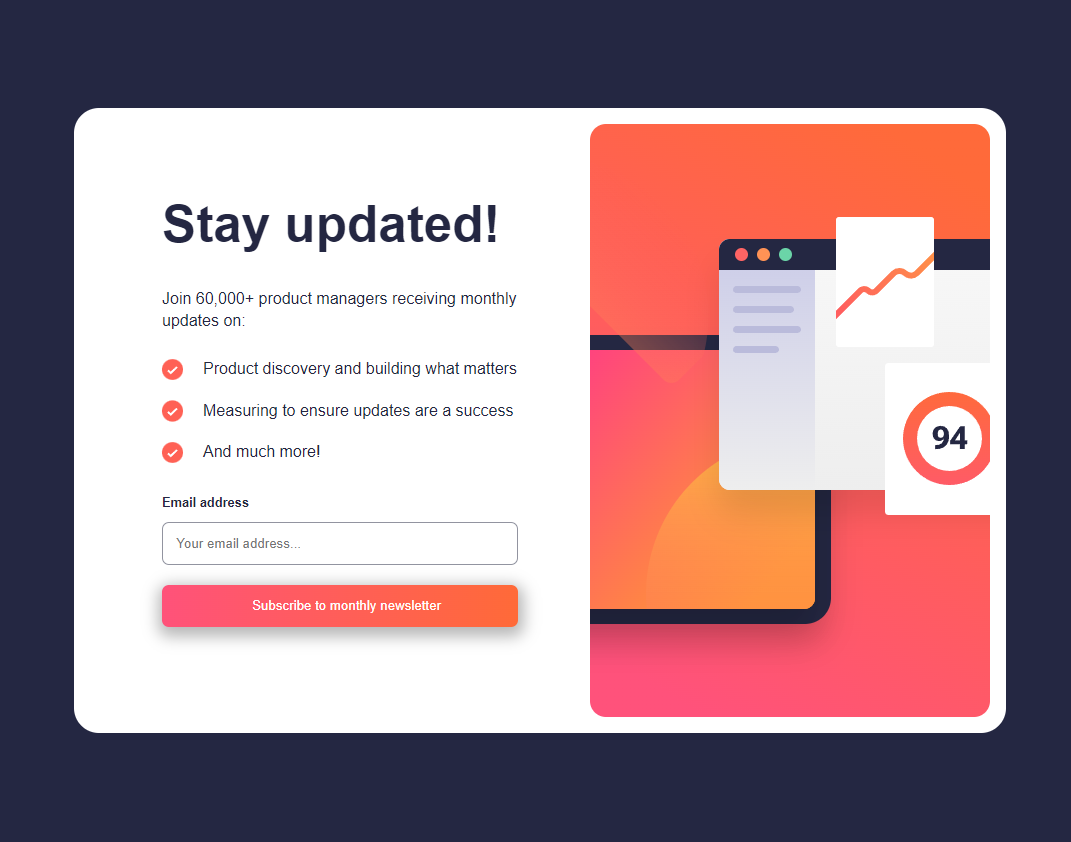 Stay updated!
Join 60,000+ product managers receiving monthly
updates on:
Product discovery and building what matters
Measuring to ensure updates are a success
And much more!
Email address
Your email address...
Subscribe to monthly newsletter
94